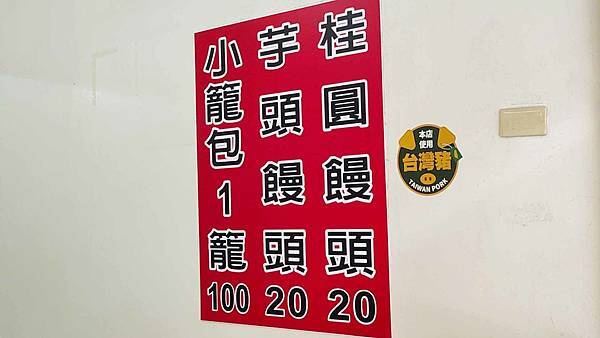 桂圓饅頭20
芋頭饅頭20
小籠包1籠100
本店
使用
台灣豬
TAIWAN PORK